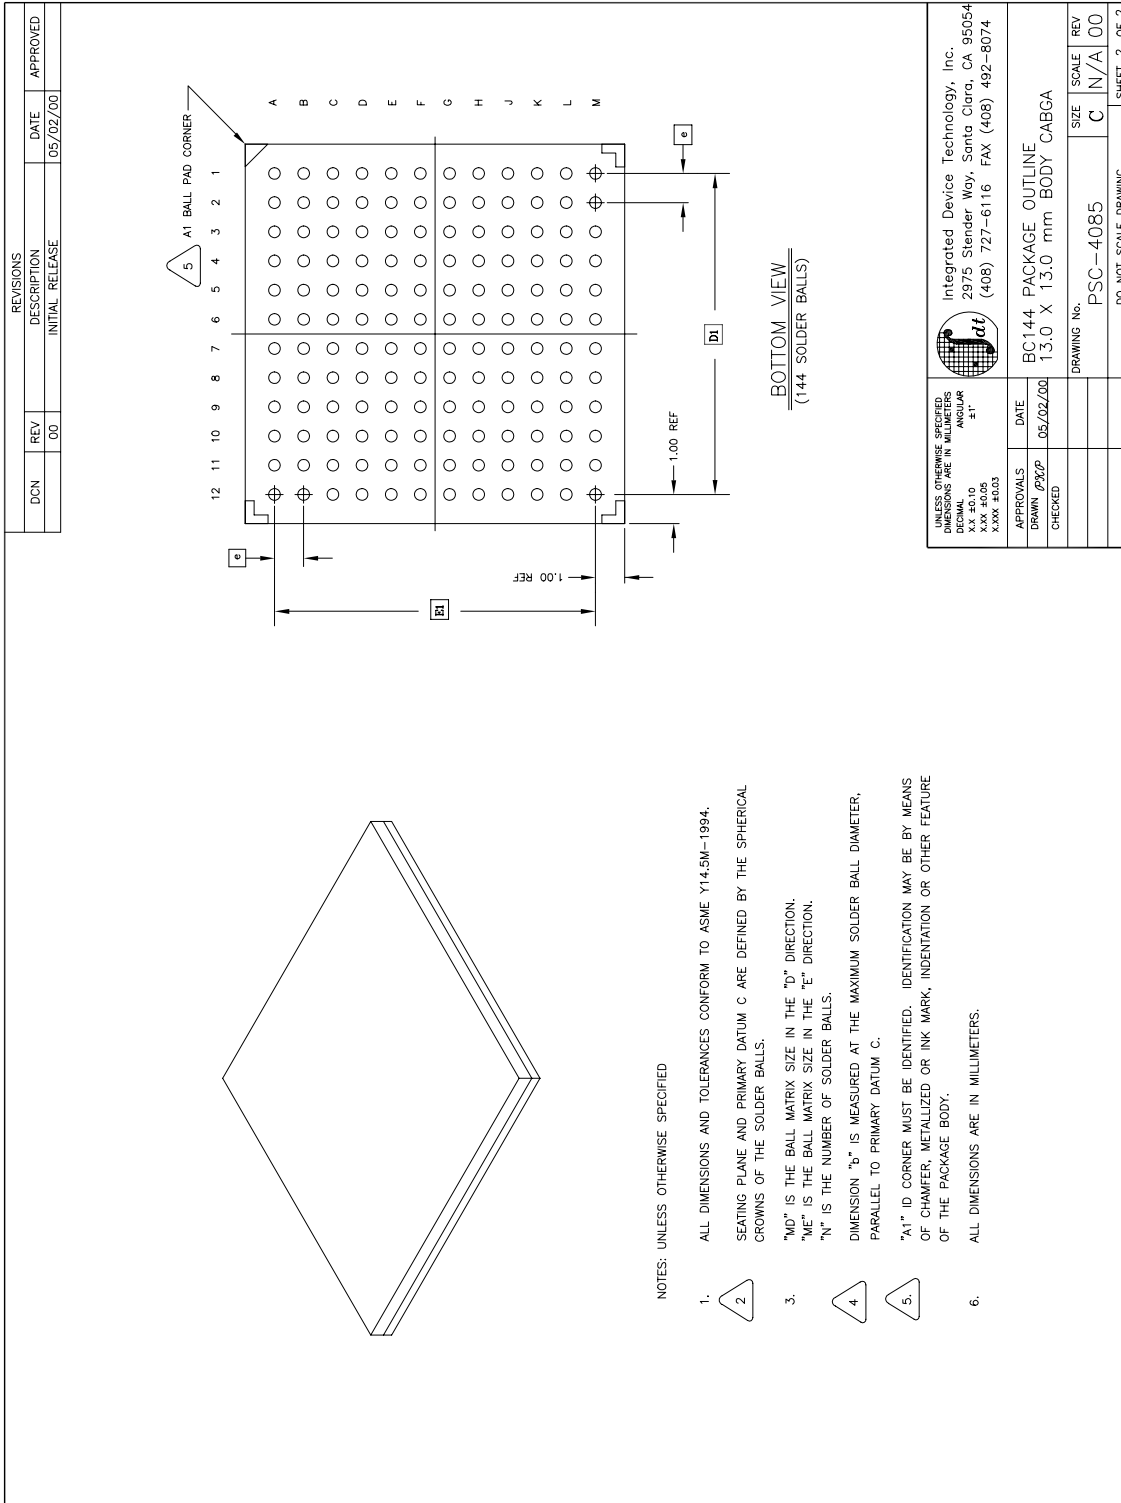 REVISIONS
DCN REV DESCRIPTION DATE APPROVED
00 INITIAL RELEASE 05/02/00
5 A1 BALL PAD CORNER
12 11 10 9 8 7 6 5 4 3 2 1
A
B
C
D
E
F
G
H
J
K
L
M
e
E1
1.00 REF
1.00 REF
D1
e
BOTTOM VIEW
(144 SOLDER BALLS)
NOTES: UNLESS OTHERWISE SPECIFIED
1. ALL DIMENSIONS AND TOLERANCES CONFORM TO ASME Y14.5M-1994.
2 SEATING PLANE AND PRIMARY DATUM C ARE DEFINED BY THE SPHERICAL
CROWNS OF THE SOLDER BALLS.
3. "MD" IS THE BALL MATRIX SIZE IN THE "D" DIRECTION.
"ME" IS THE BALL MATRIX SIZE IN THE "E" DIRECTION.
"N" IS THE NUMBER OF SOLDER BALLS.
4 DIMENSION "b" IS MEASURED AT THE MAXIMUM SOLDER BALL DIAMETER,
PARALLEL TO PRIMARY DATUM C.
5. "A1" ID CORNER MUST BE IDENTIFIED. IDENTIFICATION MAY BE BY MEANS
OF CHAMFER, METALLIZED OR INK MARK, INDENTATION OR OTHER FEATURE
OF THE PACKAGE BODY.
6. ALL DIMENSIONS ARE IN MILLIMETERS.
UNLESS OTHERWISE SPECIFIED
DIMENSIONS ARE IN MILLIMETERS
DECIMAL ANGULAR
X.X ±0.10 ±1°
X.XX ±0.05
X.XXX ±0.03
APPROVALS DATE
DRAWN PKP 05/02/00
CHECKED
idt
Integrated Device Technology, Inc.
2975 Stender Way, Santa Clara, CA 95054
(408) 727-6116 FAX (408) 492-8074
BC144 PACKAGE OUTLINE
13.0 X 13.0 mm BODY CABGA
DRAWING No. SIZE SCALE REV
PSC-4085 C N/A 00
DO NOT SCALE DRAWING SHEET 2 OF 2